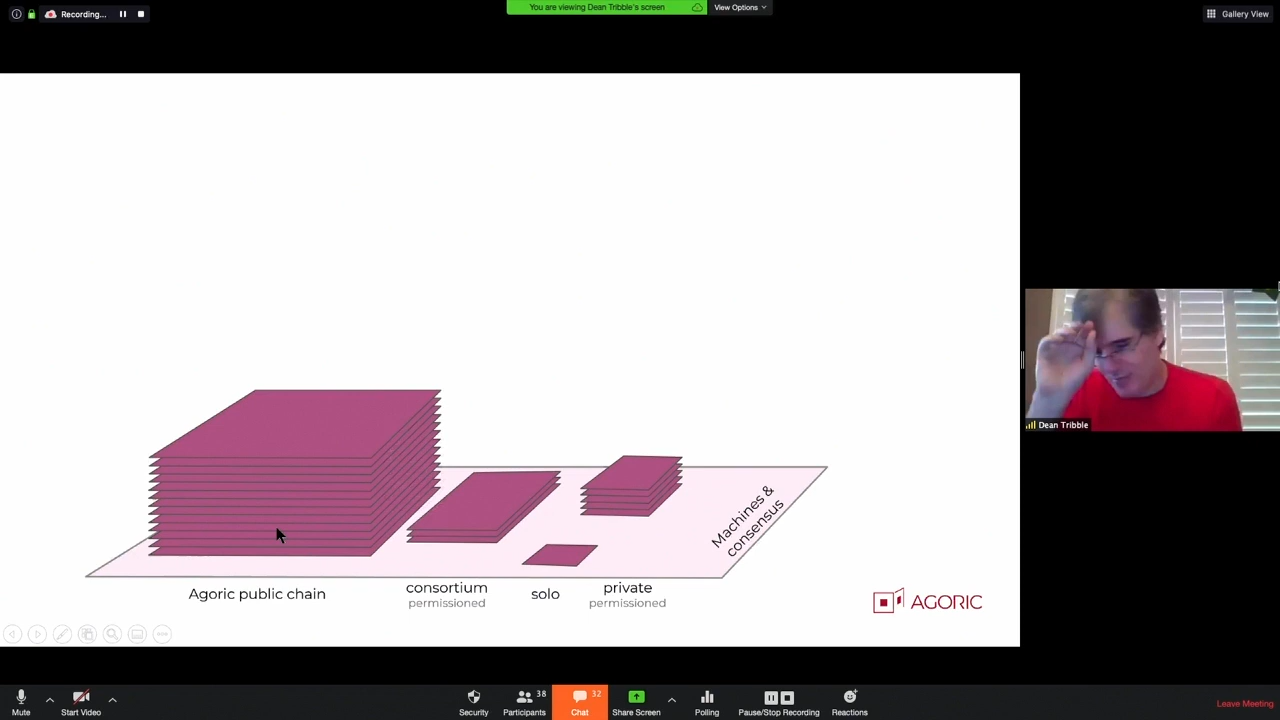 Recording...
You are viewing Dean Tribble's screen
View Options
Gallery View
Machines &
consensus
Agoric public chain
consortium
permissioned
solo
private
permissioned
AGORIC
Dean Tribble
Mute
Start Video
Security
Participants
38
Chat
32
Share Screen
Polling
Pause/Stop Recording
Reactions
Leave Meeting